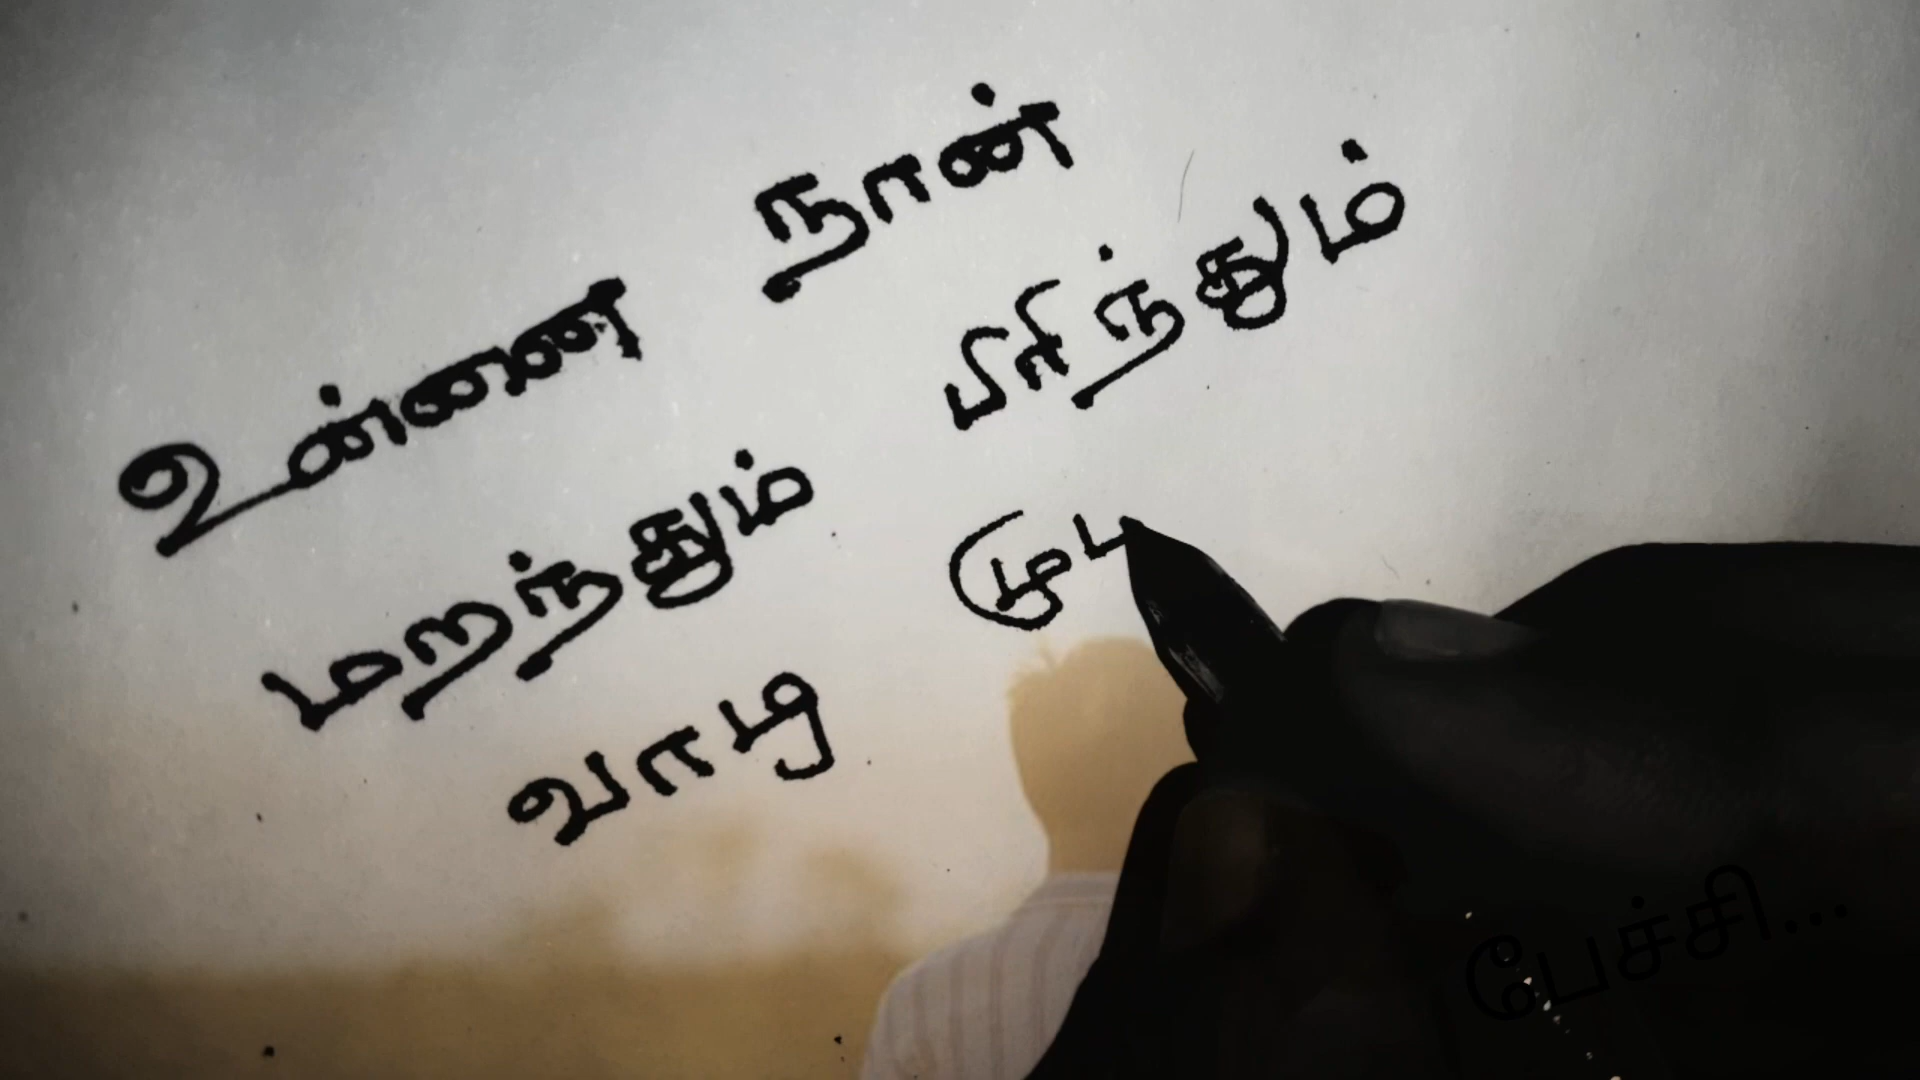 உன்னை நான்
மறந்தும் பிரிந்தும்
வாழ முட
பேச்சி...